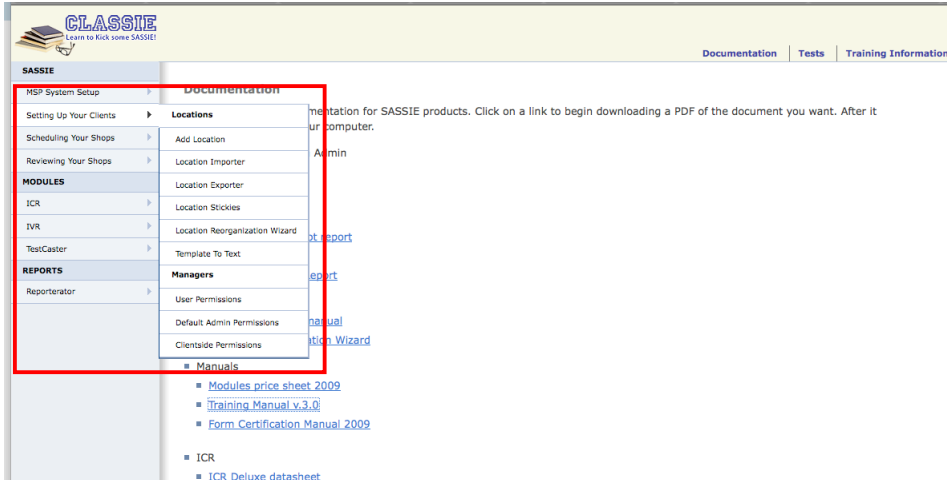 CLASSIE
Learn to Kick some SASSIE!
Documentation
Tests
Training Information
SASSIE
MSP System Setup
Setting Up Your Clients
Scheduling Your Shops
Reviewing Your Shops
MODULES
ICR
IVR
TestCaster
REPORTS
Reporterator
Locations
Add Location
Location Importer
Location Exporter
Location Stickies
Location Reorganization Wizard
Template To Text
Managers
User Permissions
Default Admin Permissions
Clientside Permissions
Documentation
mentation for SASSIE products. Click on a link to begin downloading a PDF of the document you want. After it
ur computer.
Admin
report
manual
Wizard
Manuals
Modules price sheet 2009
Training Manual v.3.0
Form Certification Manual 2009
ICR
ICR Deluxe datasheet